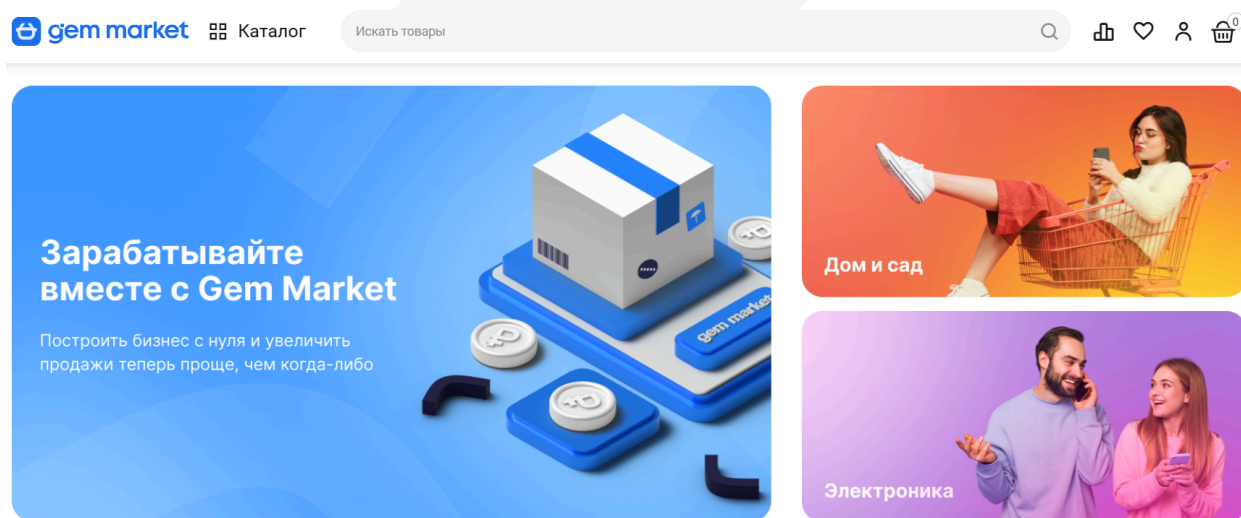 gem market
Каталог
Искать товары
0
Зарабатывайте
вместе с Gem Market
Построить бизнес с нуля и увеличить
продажи теперь проще, чем когда-либо
gem market
Дом и сад
Электроника